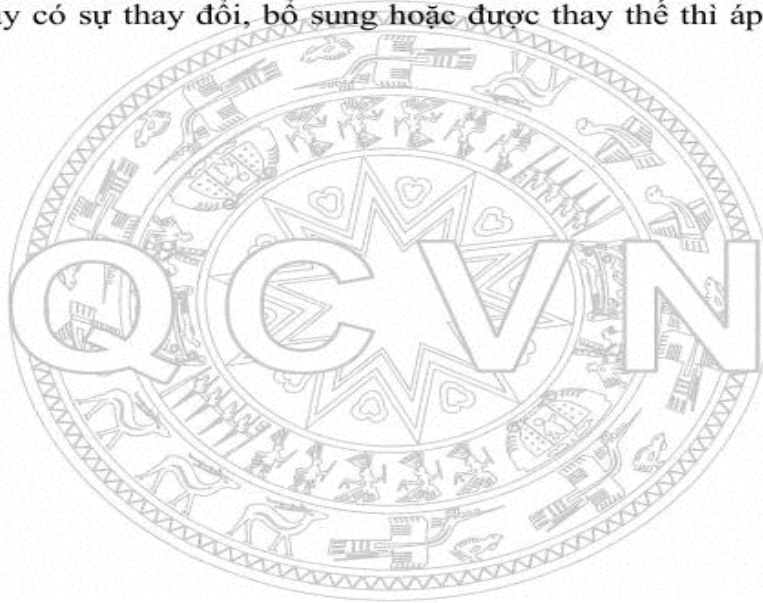 có sự thay đổi, bổ sung hoặc được thay thế thì áp
QCVN